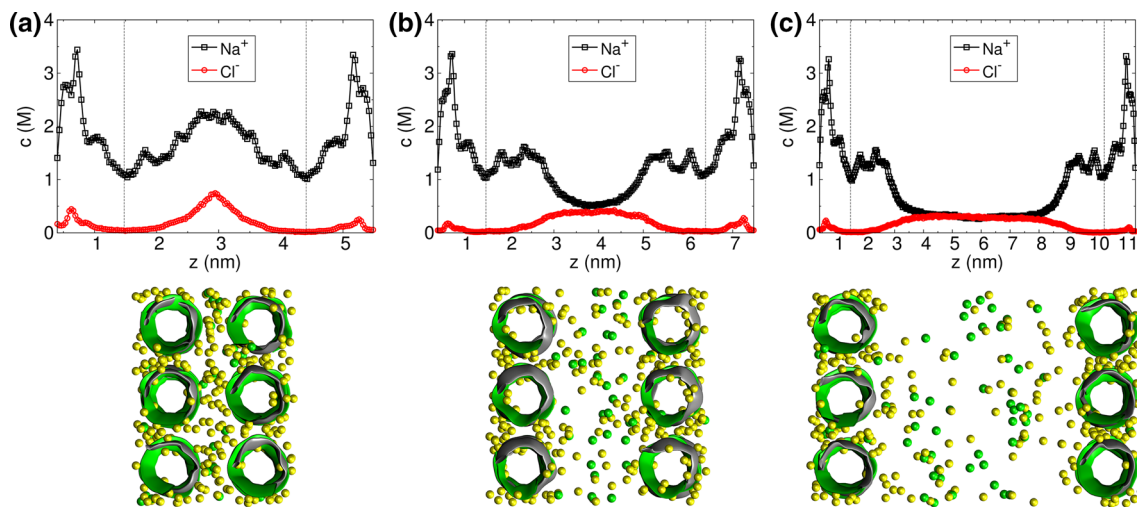 (a)
4
3
2
1
0
c (M)
Na+
Cl-
1 2 3 4 5
z (nm)
(b)
4
3
2
1
0
c (M)
Na+
Cl-
1 2 3 4 5 6 7
z (nm)
(c)
4
3
2
1
0
c (M)
Na+
Cl-
1 2 3 4 5 6 7 8 9 10 11
z (nm)